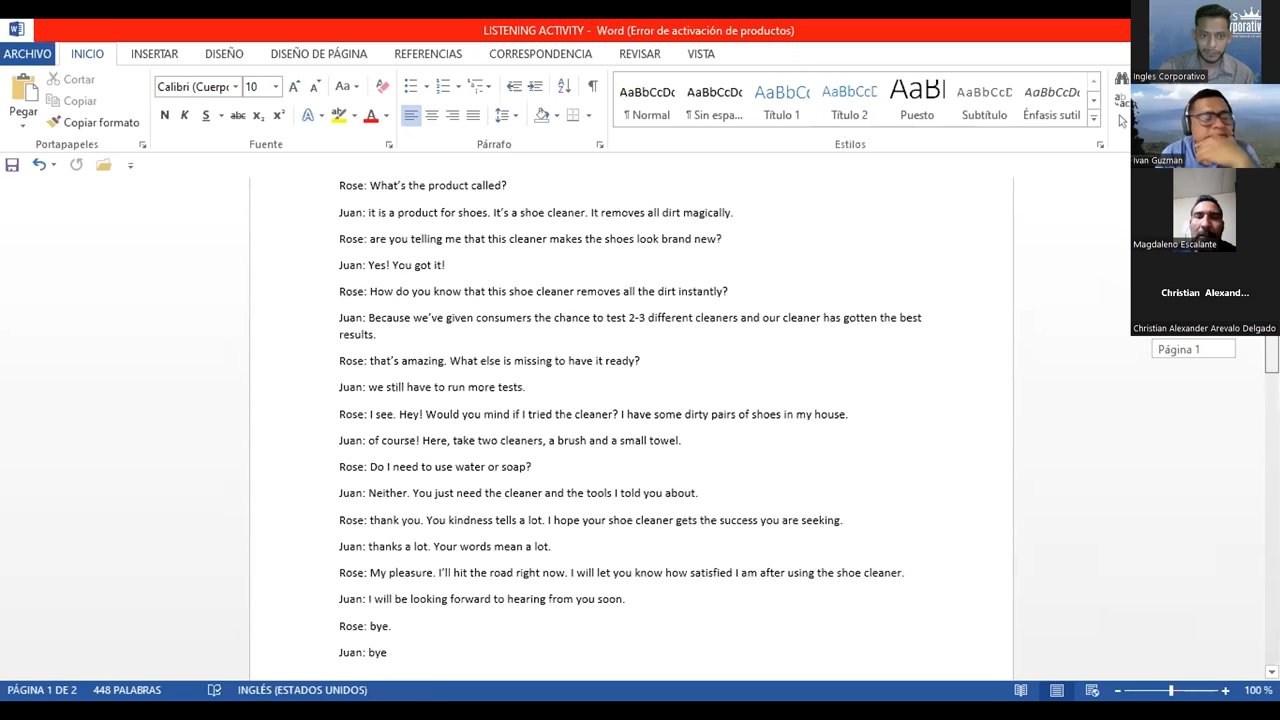 LISTENING ACTIVITY - Word (Error de activación de productos)
ARCHIVO INICIO INSERTAR DISEÑO DISEÑO DE PÁGINA REFERENCIAS CORRESPONDENCIA REVISAR VISTA
Pegar
Cortar
Copiar
Copiar formato
Portapapeles
Calibri (Cuerpo 10
Fuente
Párrafo
AaBbCcDc AaBbCcDc AaBbCc AaBbCcD AaBl AaBbCcD AaBbCcDc
¶ Normal ¶ Sin espa... Título 1 Título 2 Puesto Subtítulo Énfasis sutil
Estilos
Rose: What's the product called?
Juan: it is a product for shoes. It's a shoe cleaner. It removes all dirt magically.
Rose: are you telling me that this cleaner makes the shoes look brand new?
Juan: Yes! You got it!
Rose: How do you know that this shoe cleaner removes all the dirt instantly?
Juan: Because we've given consumers the chance to test 2-3 different cleaners and our cleaner has gotten the best
results.
Rose: that's amazing. What else is missing to have it ready?
Juan: we still have to run more tests.
Rose: I see. Hey! Would you mind if I tried the cleaner? I have some dirty pairs of shoes in my house.
Juan: of course! Here, take two cleaners, a brush and a small towel.
Rose: Do I need to use water or soap?
Juan: Neither. You just need the cleaner and the tools I told you about.
Rose: thank you. You kindness tells a lot. I hope your shoe cleaner gets the success you are seeking.
Juan: thanks a lot. Your words mean a lot.
Rose: My pleasure. I'll hit the road right now. I will let you know how satisfied I am after using the shoe cleaner.
Juan: I will be looking forward to hearing from you soon.
Rose: bye.
Juan: bye
Ingles Corporativo
Ivan Guzman
Magdaleno Escalante
Christian Alexand...
Christian Alexander Arevalo Delgado
Página 1
PÁGINA 1 DE 2 448 PALABRAS INGLÉS (ESTADOS UNIDOS) 100 %